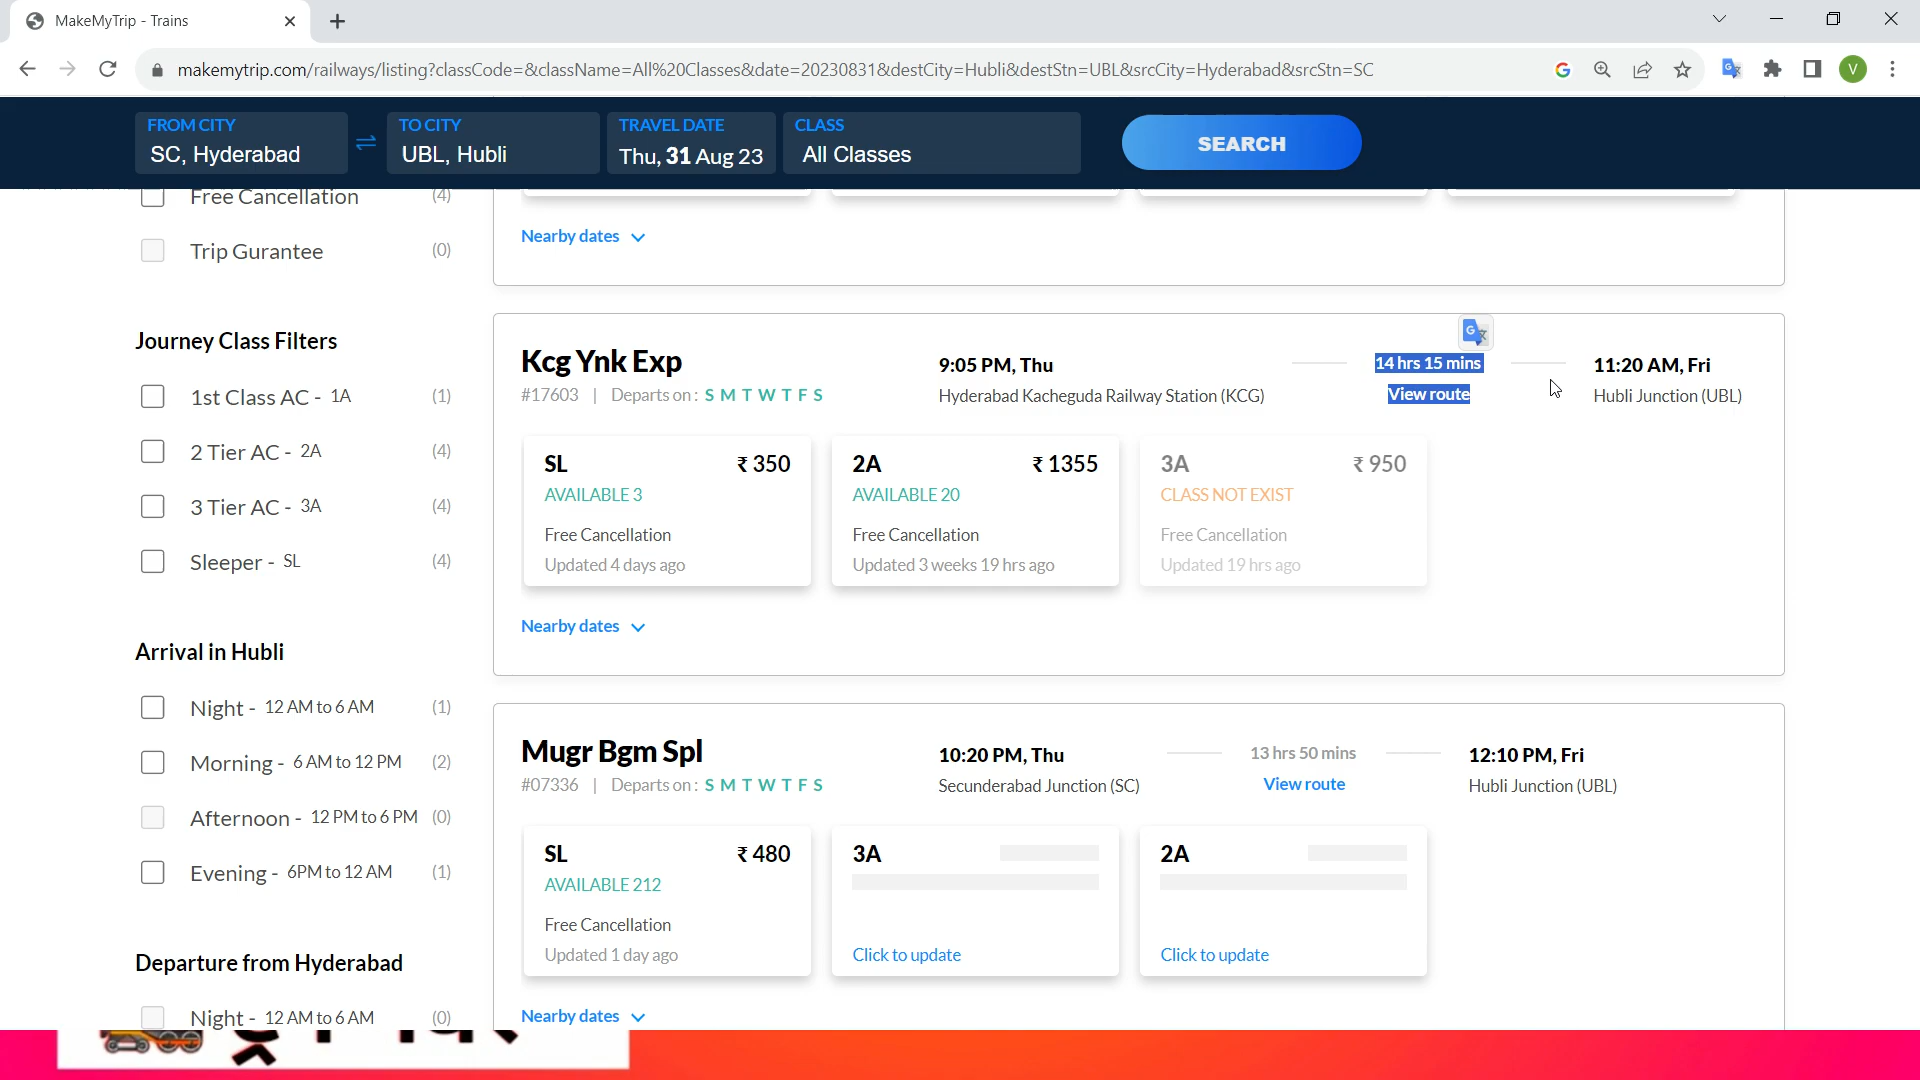 MakeMyTrip - Trains
makemytrip.com/railways/listing?classCode=&className=All%20Classes&date=20230831&destCity=Hubli&destStn=UBL&srcCity=Hyderabad&srcStn=SC
V
FROM CITY
SC, Hyderabad
TO CITY
UBL, Hubli
TRAVEL DATE
Thu, 31 Aug 23
CLASS
All Classes
SEARCH
Free Cancellation (4)
Trip Gurantee (0)
Journey Class Filters
1st Class AC - 1A (1)
2 Tier AC - 2A (4)
3 Tier AC - 3A (4)
Sleeper - SL (4)
Arrival in Hubli
Night - 12 AM to 6 AM (1)
Morning - 6 AM to 12 PM (2)
Afternoon - 12 PM to 6 PM (0)
Evening - 6PM to 12 AM (1)
Departure from Hyderabad
Night - 12 AM to 6 AM (0)
Nearby dates
Kcg Ynk Exp
#17603 | Departs on : S M T W T F S
9:05 PM, Thu
Hyderabad Kacheguda Railway Station (KCG)
14 hrs 15 mins
View route
11:20 AM, Fri
Hubli Junction (UBL)
SL ₹ 350
AVAILABLE 3
Free Cancellation
Updated 4 days ago
2A ₹ 1355
AVAILABLE 20
Free Cancellation
Updated 3 weeks 19 hrs ago
3A ₹ 950
CLASS NOT EXIST
Free Cancellation
Updated 19 hrs ago
Nearby dates
Mugr Bgm Spl
#07336 | Departs on : S M T W T F S
10:20 PM, Thu
Secunderabad Junction (SC)
13 hrs 50 mins
View route
12:10 PM, Fri
Hubli Junction (UBL)
SL ₹ 480
AVAILABLE 212
Free Cancellation
Updated 1 day ago
3A
Click to update
2A
Click to update
Nearby dates